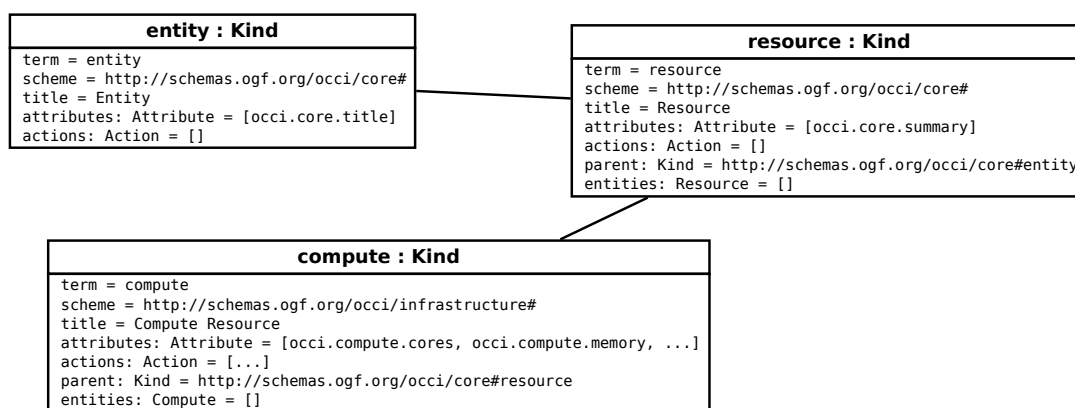 entity : Kind
term = entity
scheme = http://schemas.ogf.org/occi/core#
title = Entity
attributes: Attribute = [occi.core.title]
actions: Action = []
resource : Kind
term = resource
scheme = http://schemas.ogf.org/occi/core#
title = Resource
attributes: Attribute = [occi.core.summary]
actions: Action = []
parent: Kind = http://schemas.ogf.org/occi/core#entity
entities: Resource = []
compute : Kind
term = compute
scheme = http://schemas.ogf.org/occi/infrastructure#
title = Compute Resource
attributes: Attribute = [occi.compute.cores, occi.compute.memory, ...]
actions: Action = [...]
parent: Kind = http://schemas.ogf.org/occi/core#resource
entities: Compute = []